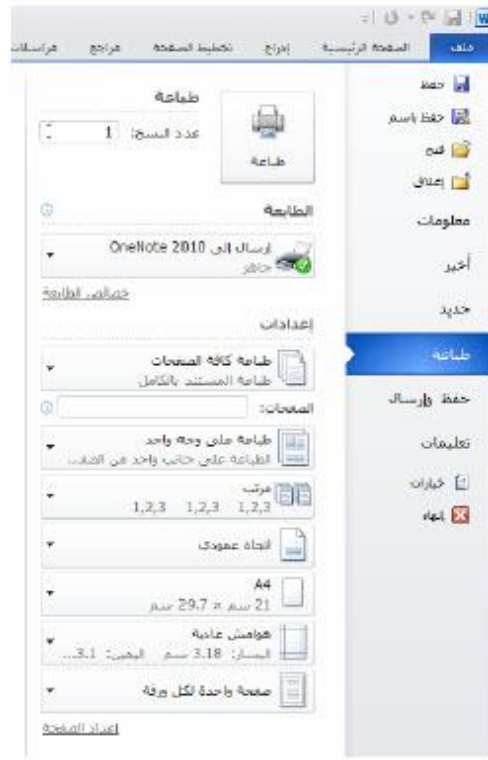 ملف الصفحة الرئيسية إدراج تخطيط الصفحة مراجع مراسلات
حفظ
حفظ باسم
فتح
إغلاق
معلومات
أخير
جديد
طباعة
حفظ وإرسال
تعليمات
خيارات
إنهاء
طباعة
عدد النسخ: 1
طباعة
الطابعة
إرسال إلى OneNote 2010
جاهز
خصائص الطابعة
إعدادات
طباعة كافة الصفحات
طباعة المستند بالكامل
الصفحات:
طباعة على وجه واحد
الطباعة على جانب واحد من الصف...
مرتب
1,2,3 1,2,3 1,2,3
اتجاه عمودي
A4
21 سم × 29.7 سم
هوامش عادية
اليسار: 3.18 سم اليمين: 3.1...
صفحة واحدة لكل ورقة
إعداد الصفحة